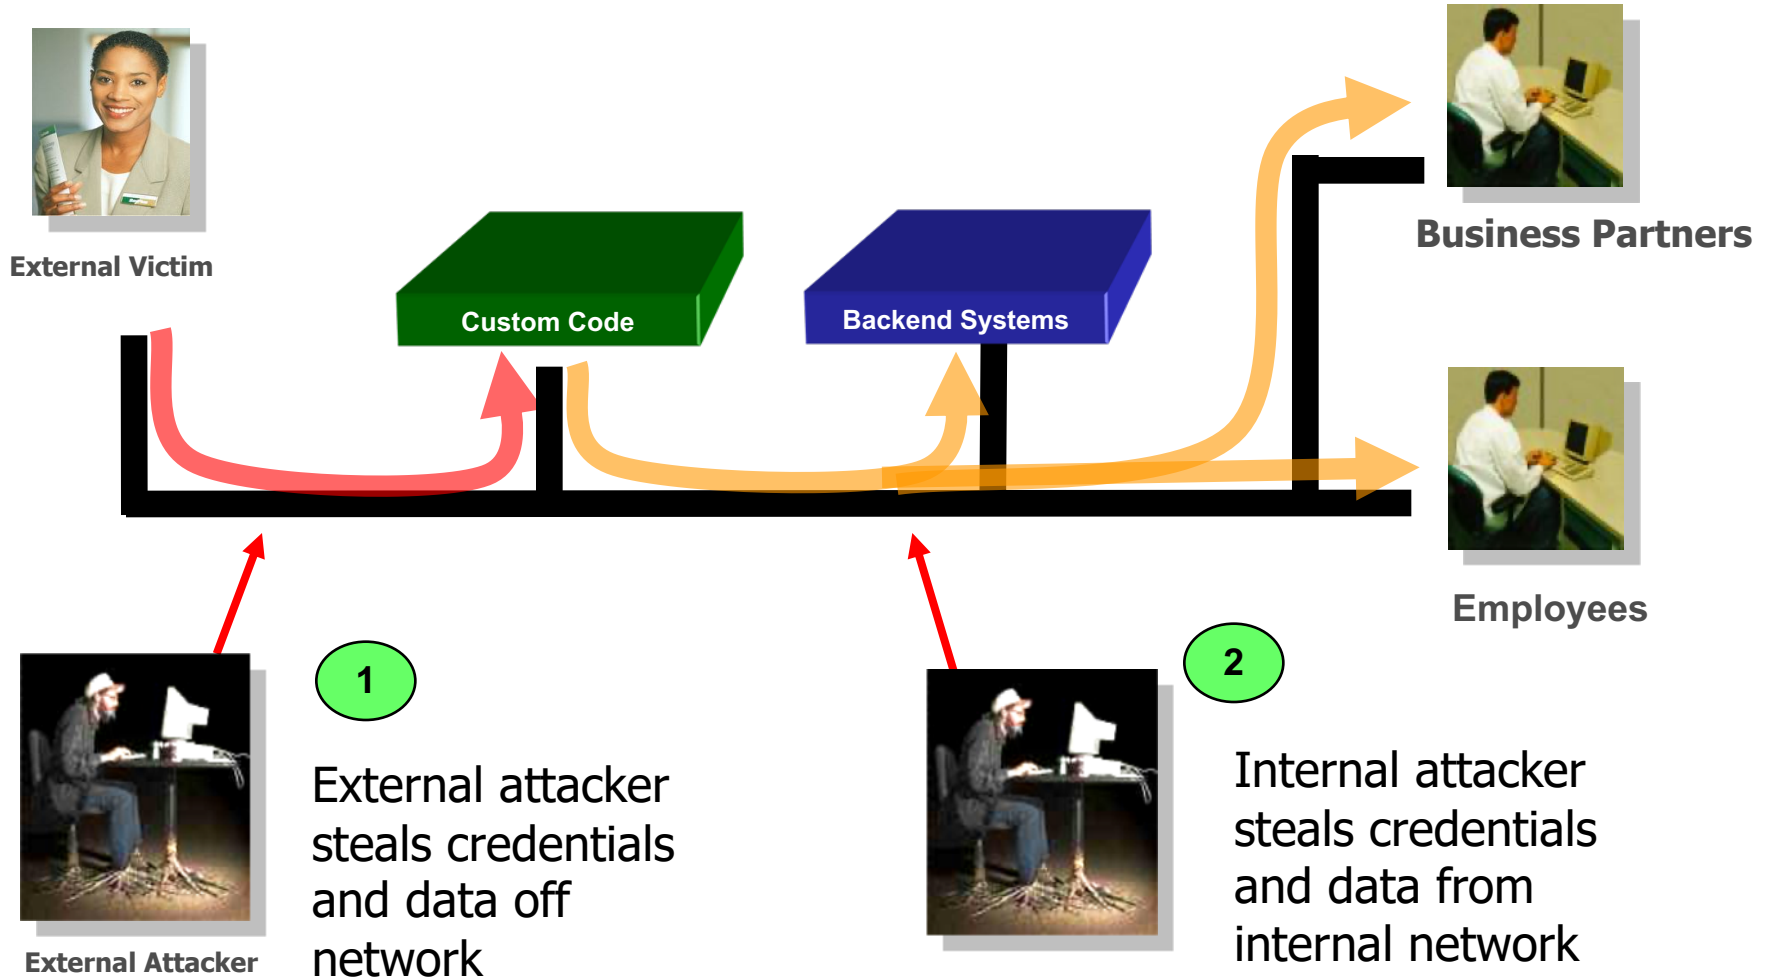 External Victim
Custom Code
Backend Systems
Business Partners
Employees
1
External attacker
steals credentials
and data off
network
External Attacker
2
Internal attacker
steals credentials
and data from
internal network